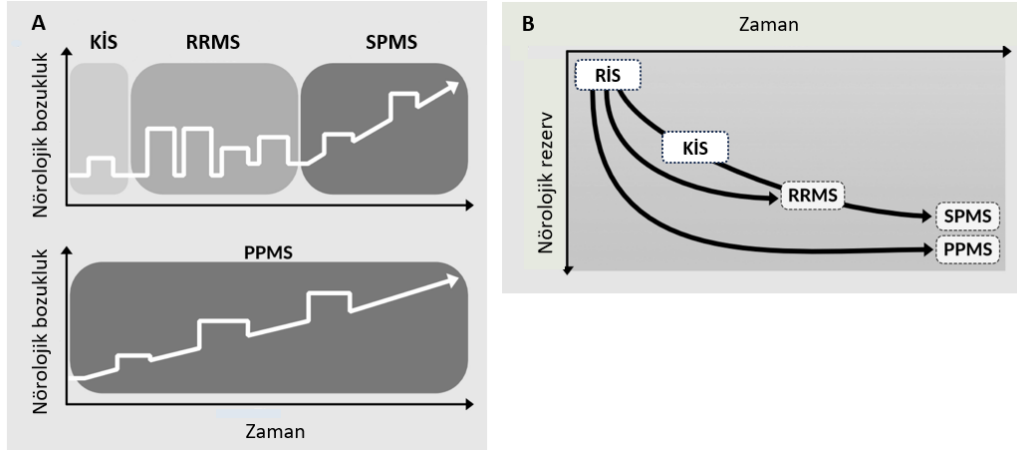 A
KİS RRMS SPMS
Nörolojik bozukluk
PPMS
Nörolojik bozukluk
Zaman
B
Zaman
Nörolojik rezerv
RİS
KİS
RRMS
SPMS
PPMS